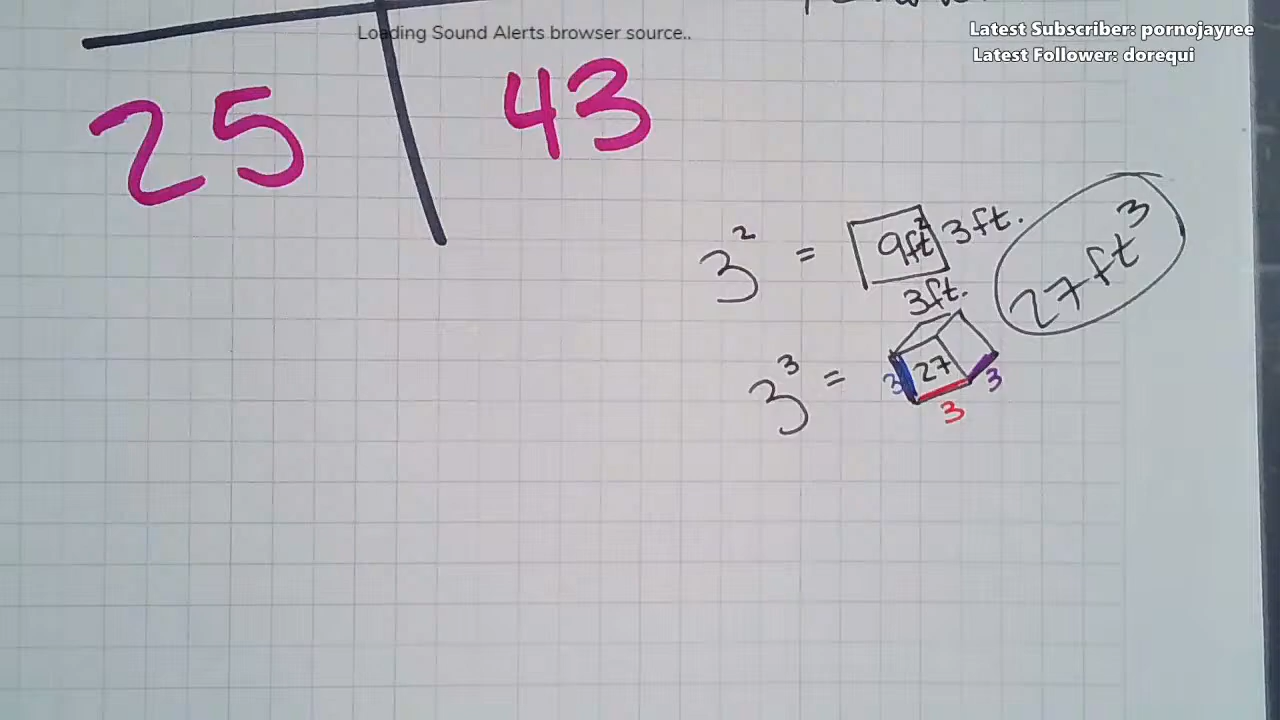 Loading Sound Alerts browser source..
Latest Subscriber: pornojayree
Latest Follower: dorequi
25 43
3² = 9ft² 3ft.
3ft.
27ft³
3³ = 3 27 3
3